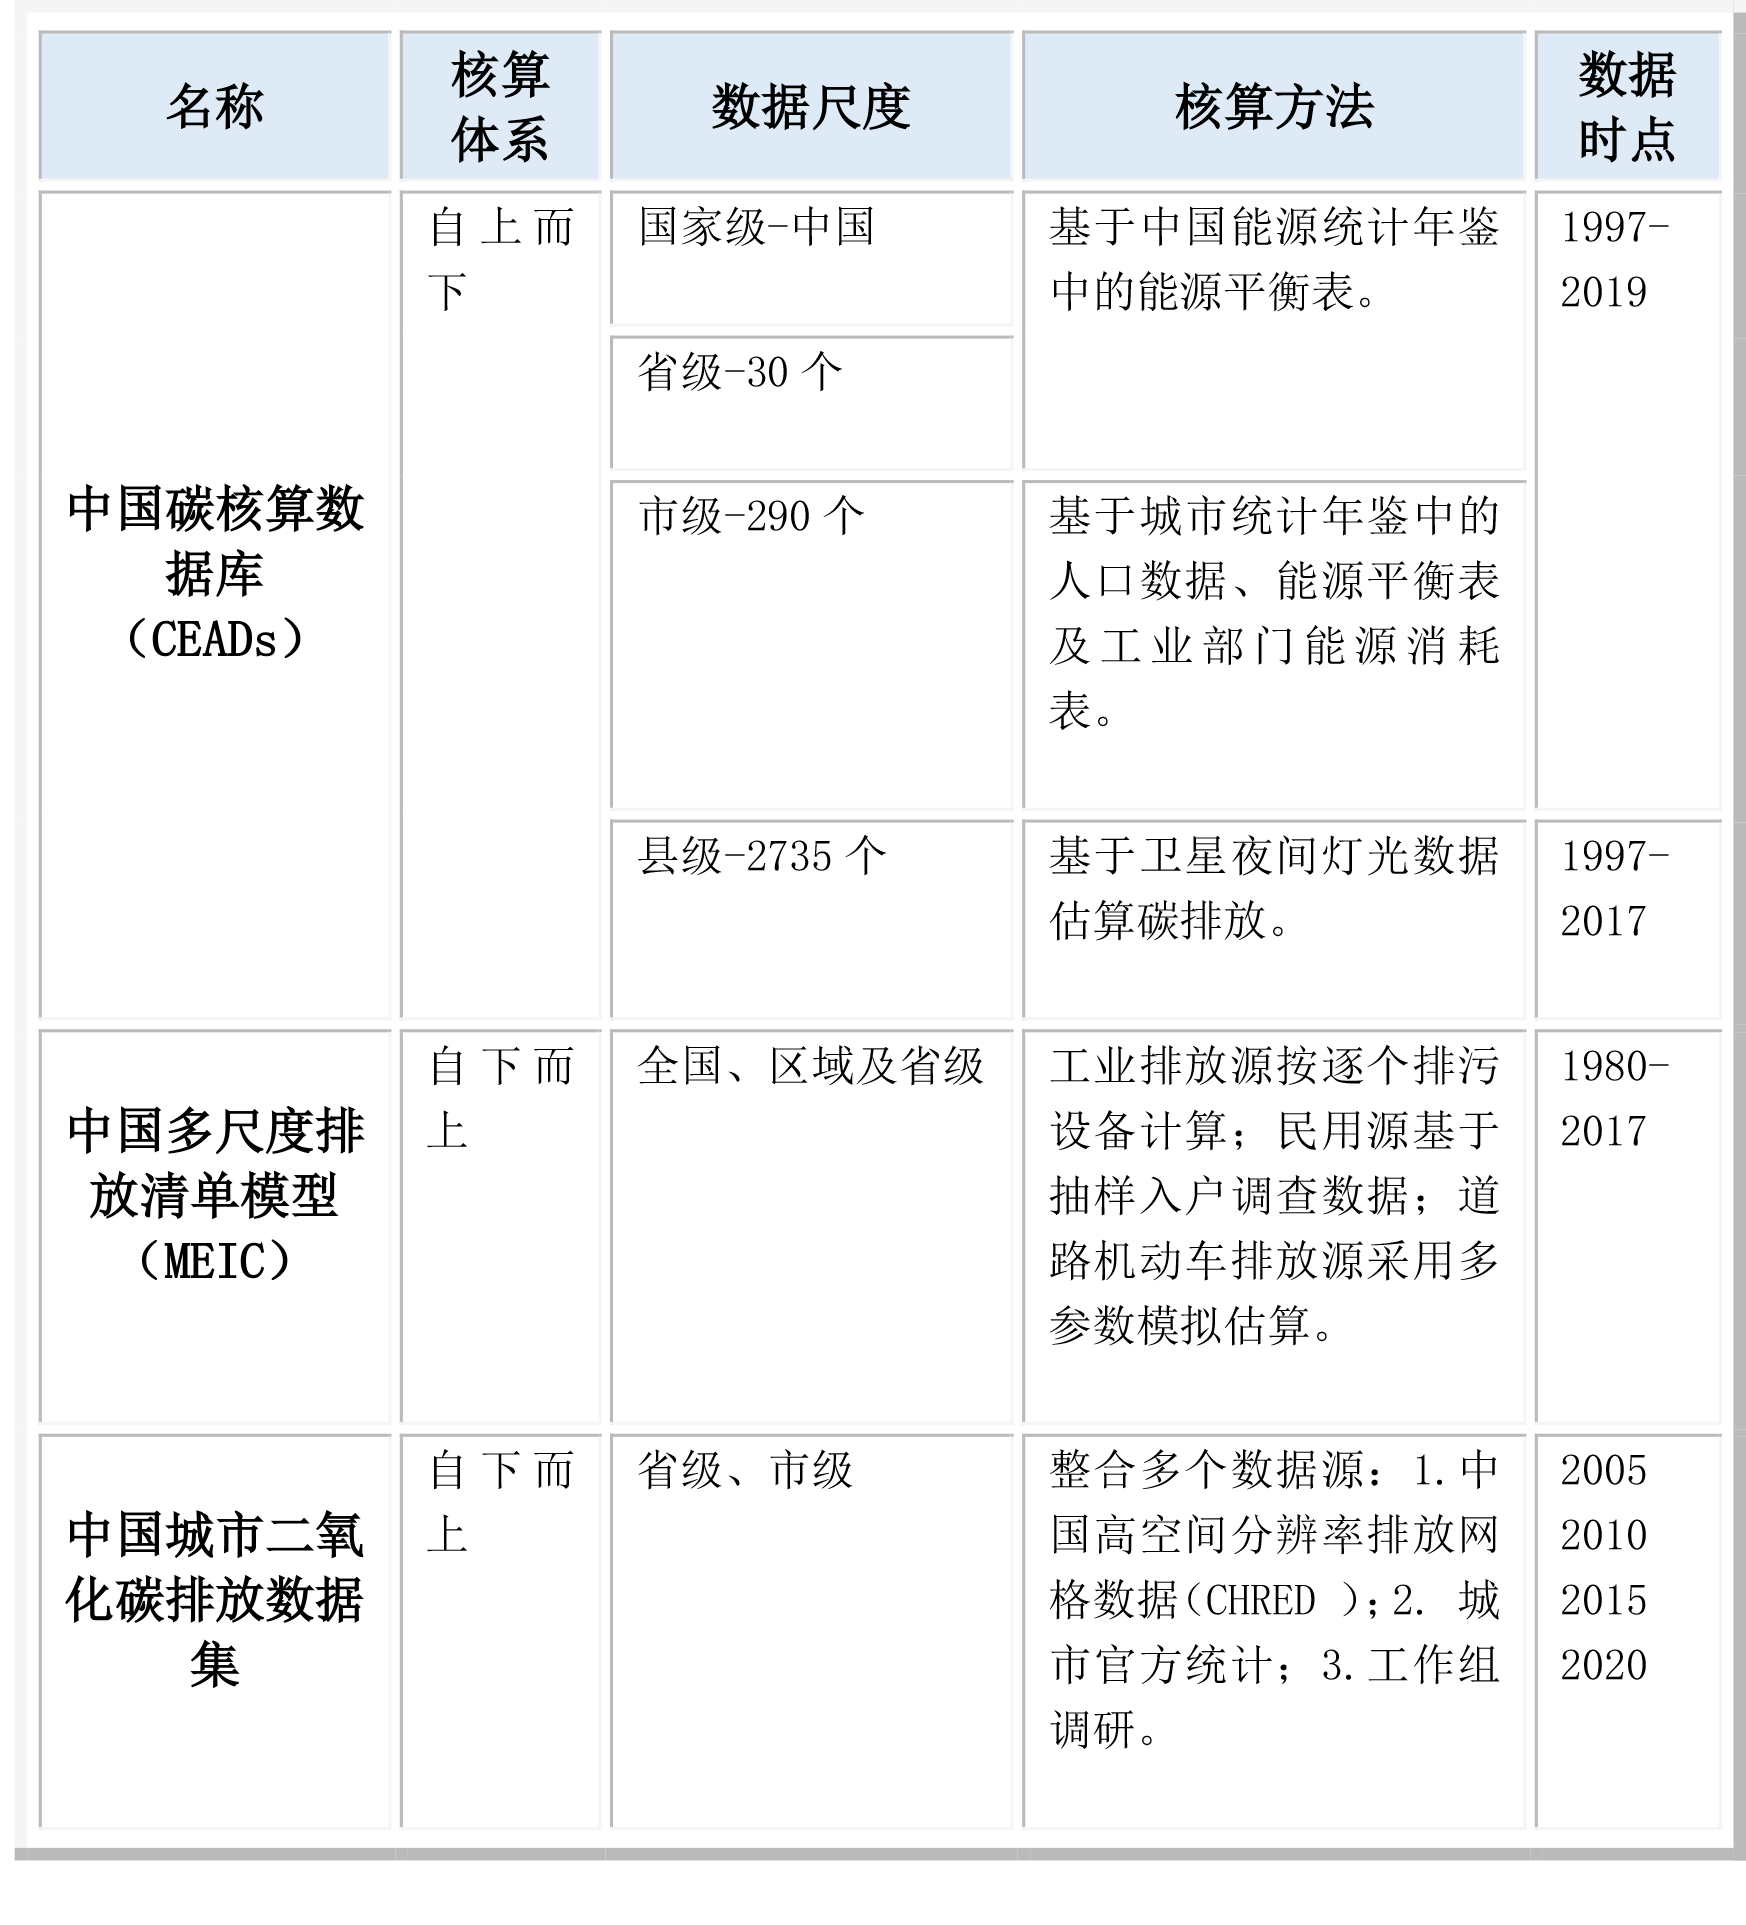 名称
核算
体系
数据尺度
核算方法
数据
时点
中国碳核算数
据库
（CEADs）
自上而
下
国家级-中国
基于中国能源统计年鉴
中的能源平衡表。
1997-
2019
省级-30 个
市级-290 个
基于城市统计年鉴中的
人口数据、能源平衡表
及工业部门能源消耗
表。
县级-2735 个
基于卫星夜间灯光数据
估算碳排放。
1997-
2017
中国多尺度排
放清单模型
（MEIC）
自下而
上
全国、区域及省级
工业排放源按逐个排污
设备计算；民用源基于
抽样入户调查数据；道
路机动车排放源采用多
参数模拟估算。
1980-
2017
中国城市二氧
化碳排放数据
集
自下而
上
省级、市级
整合多个数据源：1.中
国高空间分辨率排放网
格数据(CHRED );2. 城
市官方统计；3.工作组
调研。
2005
2010
2015
2020